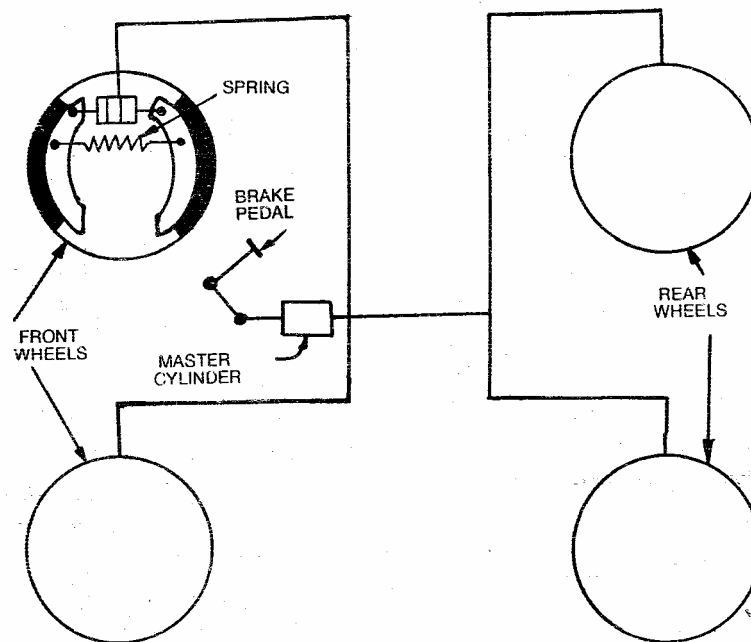 SPRING
BRAKE
PEDAL
FRONT
WHEELS
MASTER
CYLINDER
REAR
WHEELS